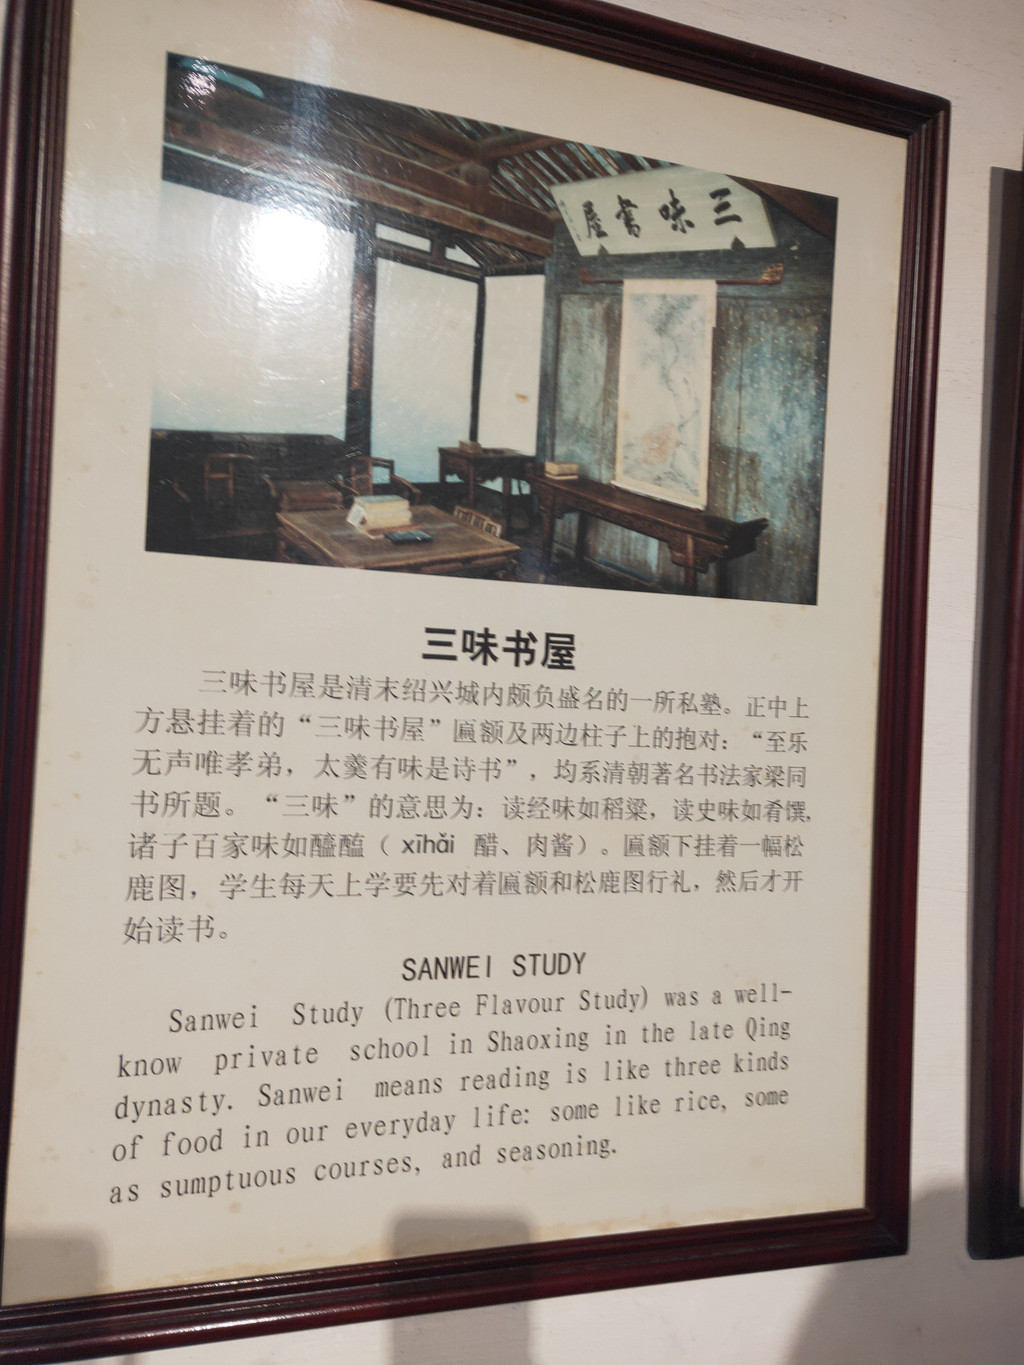 三味書屋
三味书屋
三味书屋是清末绍兴城内颇负盛名的一所私塾。正中上
方悬挂着的“三味书屋”匾额及两边柱子上的抱对：“至乐
无声唯孝弟，太羹有味是诗书”，均系清朝著名书法家梁同
书所题。“三味”的意思为：读经味如稻粱，读史味如肴馔，
诸子百家味如醯醢（xīhǎi 醋、肉酱）。匾额下挂着一幅松
鹿图，学生每天上学要先对着匾额和松鹿图行礼，然后才开
始读书。
SANWEI STUDY
Sanwei Study (Three Flavour Study) was a well-
know private school in Shaoxing in the late Qing
dynasty. Sanwei means reading is like three kinds
of food in our everyday life: some like rice, some
as sumptuous courses, and seasoning.